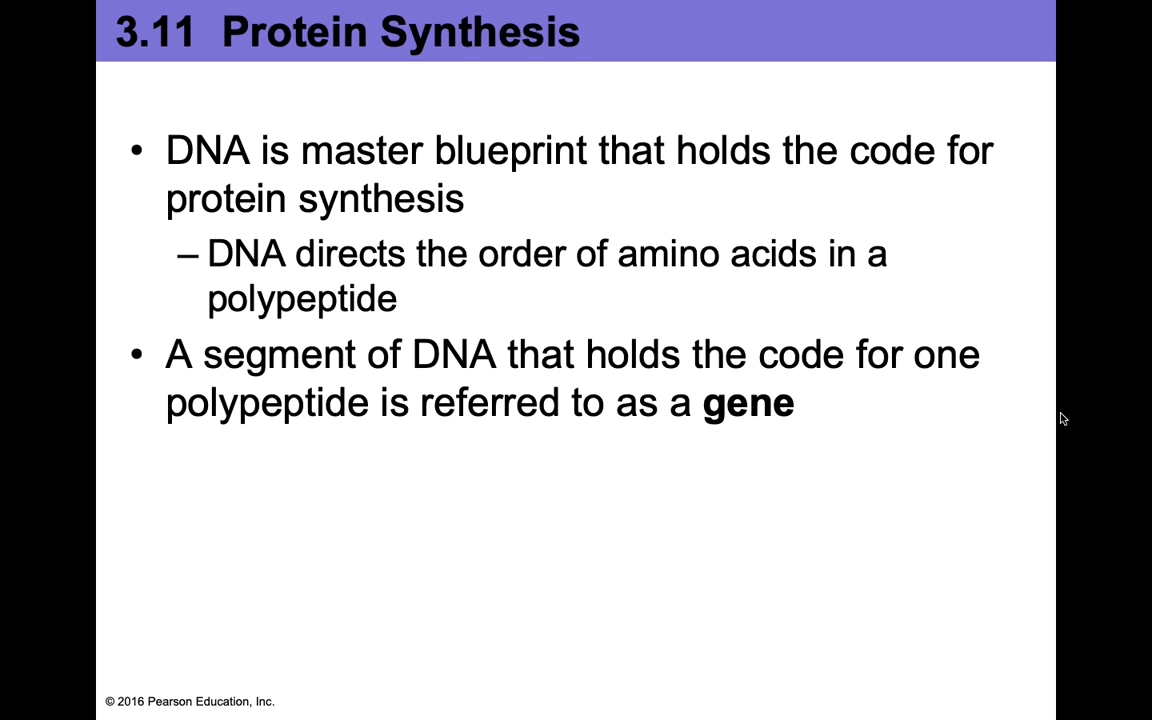 3.11 Protein Synthesis
• DNA is master blueprint that holds the code for
protein synthesis
– DNA directs the order of amino acids in a
polypeptide
• A segment of DNA that holds the code for one
polypeptide is referred to as a gene
© 2016 Pearson Education, Inc.